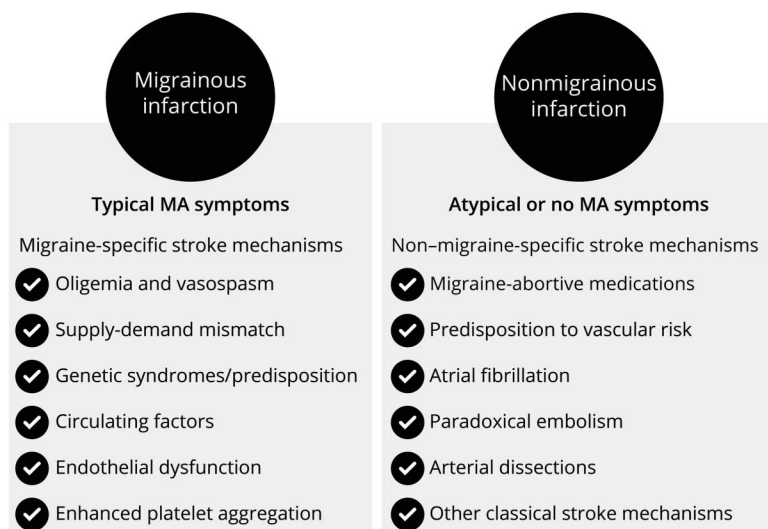 Migrainous
infarction
Typical MA symptoms
Migraine-specific stroke mechanisms
Oligemia and vasospasm
Supply-demand mismatch
Genetic syndromes/predisposition
Circulating factors
Endothelial dysfunction
Enhanced platelet aggregation
Nonmigrainous
infarction
Atypical or no MA symptoms
Non–migraine-specific stroke mechanisms
Migraine-abortive medications
Predisposition to vascular risk
Atrial fibrillation
Paradoxical embolism
Arterial dissections
Other classical stroke mechanisms